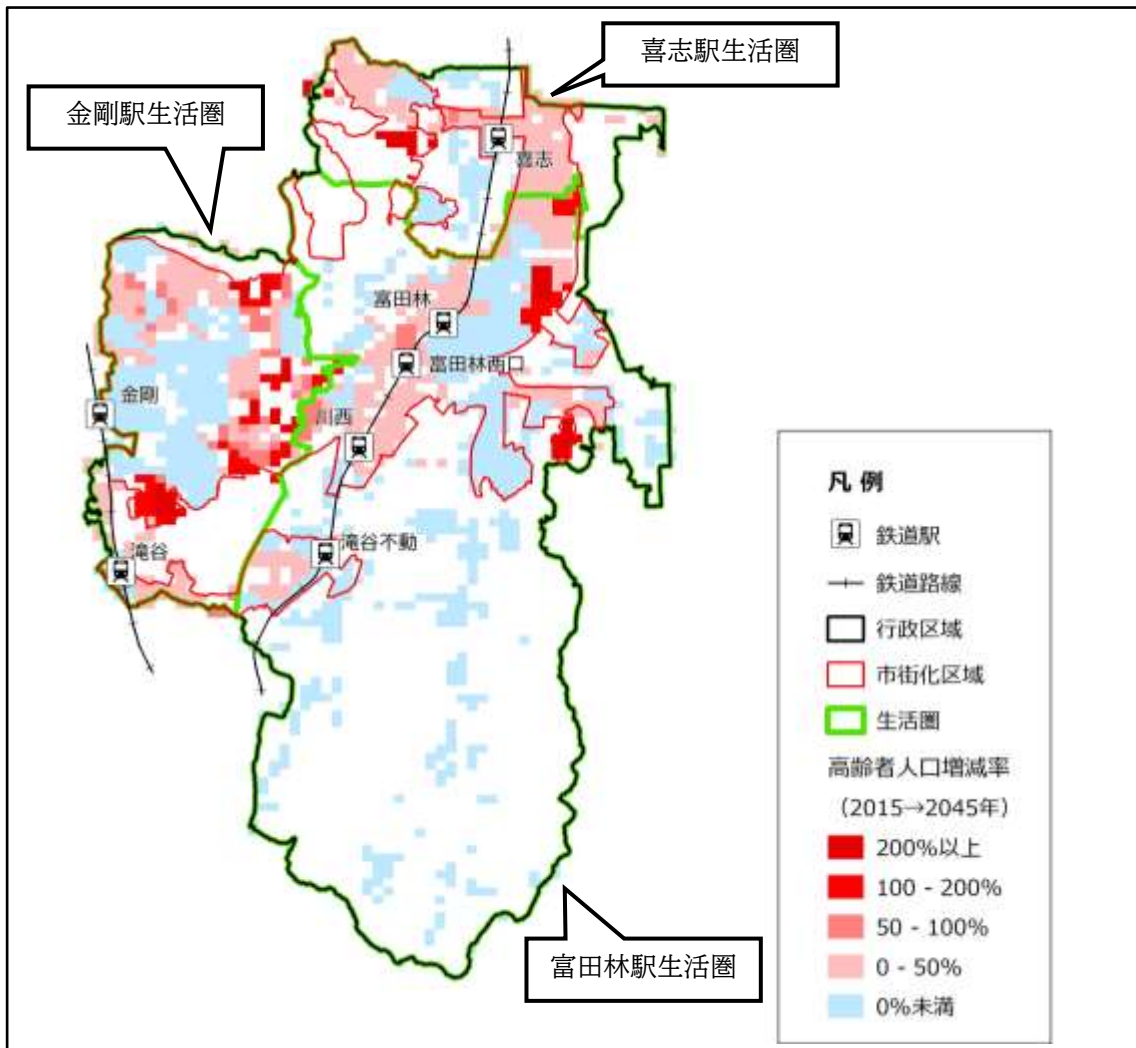 喜志駅生活圏
金剛駅生活圏
喜志
富田林
富田林西口
金剛
川西
滝谷不動
滝谷
富田林駅生活圏
凡 例
鉄道駅
鉄道路線
行政区域
市街化区域
生活圏
高齢者人口増減率
（2015→2045年）
200%以上
100 - 200%
50 - 100%
0 - 50%
0%未満